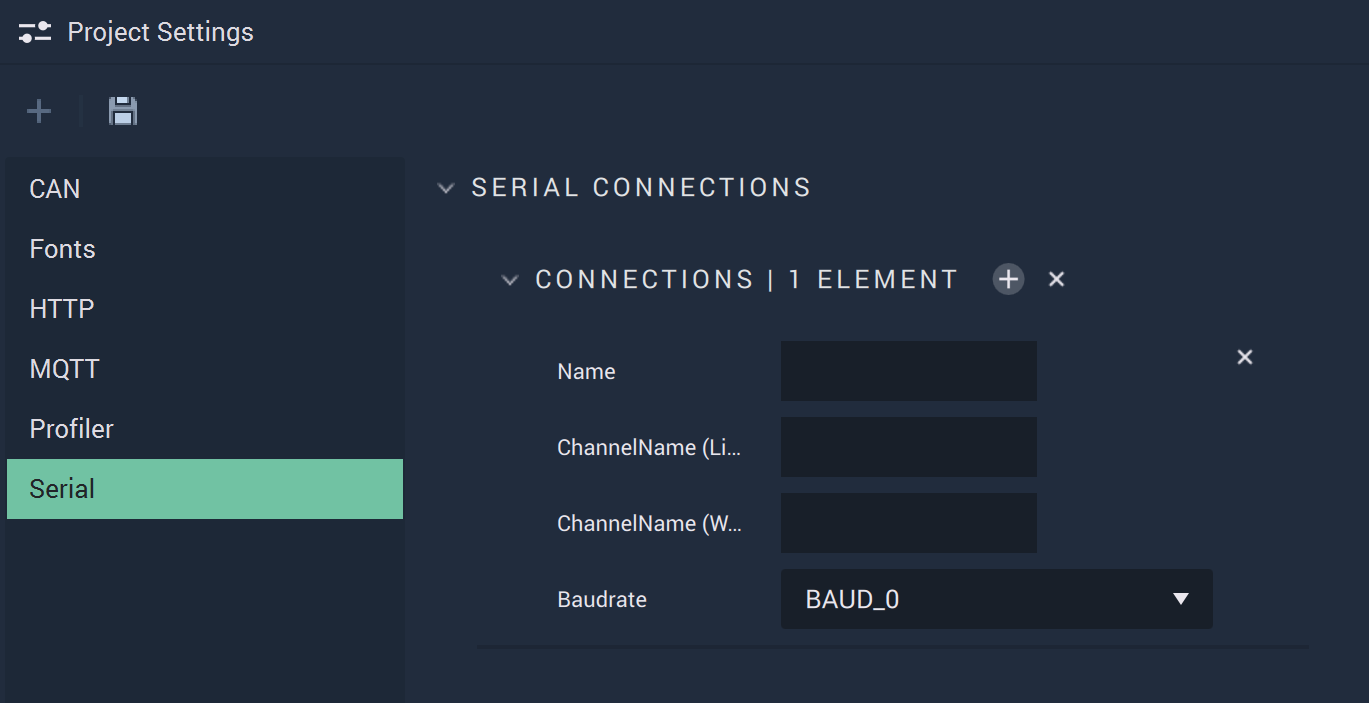 Project Settings
CAN
Fonts
HTTP
MQTT
Profiler
Serial
SERIAL CONNECTIONS
CONNECTIONS | 1 ELEMENT
Name
ChannelName (Li...
ChannelName (W...
Baudrate
BAUD_0